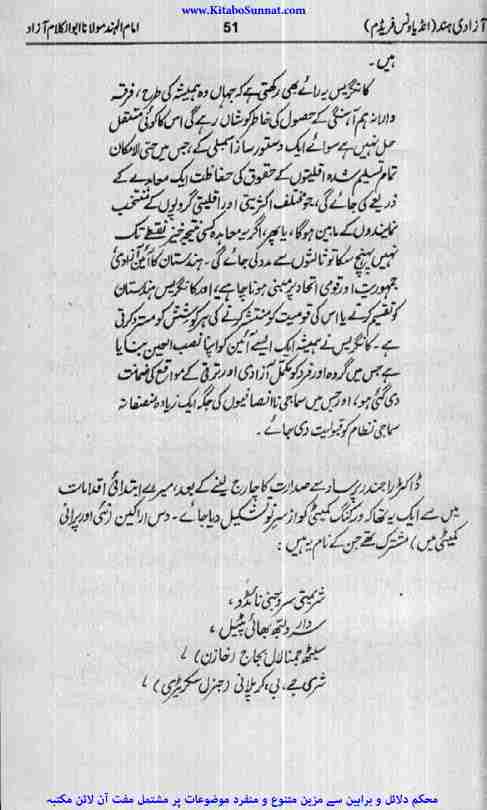 www.KitaboSunnat.com
آزادی ہند (انڈیا ونس فریڈم) 51 امام الہند مولانا ابوالکلام آزاد
ہیں۔
کانگریس یہ رائے بھی رکھتی ہے کہ جہاں وہ ہمیشہ کی طرح، فرقہ
وارانہ ہم آہنگی کے حصول کی خاطر کوشاں رہے گی اس کا کوئی مستقل
حل نہیں ہے سوائے ایک دستور ساز اسمبلی کے، جس میں حتی الامکان
تمام تسلیم شدہ اقلیتوں کے حقوق کی حفاظت ایک معاہدے کے
ذریعے کی جائے گی، جو مختلف اکثریتی اور اقلیتی گروپوں کے منتخب
نمایندوں کے مابین ہوگا، یا پھر، اگر یہ معاہدہ کسی نتیجہ خیز نقطے تک
نہیں پہنچ سکا تو ثالثوں سے مدد لی جائے گی۔ ہندستان کا آئین آزادی
جمہوریت اور قومی اتحاد پر مبنی ہونا چاہیے، اور کانگریس ہندستان
کو تقسیم کرنے یا اس کی قومیت کو منتشر کرنے کی ہر کوشش کو مسترد کرتی
ہے۔ کانگریس نے ہمیشہ ایک ایسے آئین کو اپنا نصب العین بنایا
ہے جس میں گروہ اور فرد کو مکمل آزادی اور ترقی کے مواقع کی ضمانت
دی گئی ہو، اور جس میں سماجی ناانصافیوں کی جگہ ایک زیادہ منصفانہ
سماجی نظام کو قبولیت دی جائے۔
ڈاکٹر راجندر پرساد سے صدارت کا چارج لینے کے بعد، میرے ابتدائی اقدامات
میں سے ایک یہ تھا کہ ورکنگ کمیٹی کو از سر نو تشکیل دیا جائے۔ دس اراکین (نئی اور پرانی
کمیٹی میں) مشترک تھے جن کے نام یہ ہیں:
شریمتی سروجنی نائیڈو،
سردار ولبھ بھائی پٹیل،
سیٹھ جمنا لال بجاج (خازن)،
شری جے، بی، کرپلانی (جنرل سکریٹری)،
محکم دلائل و براہین سے مزین متنوع و منفرد موضوعات پر مشتمل مفت آن لائن مکتبہ